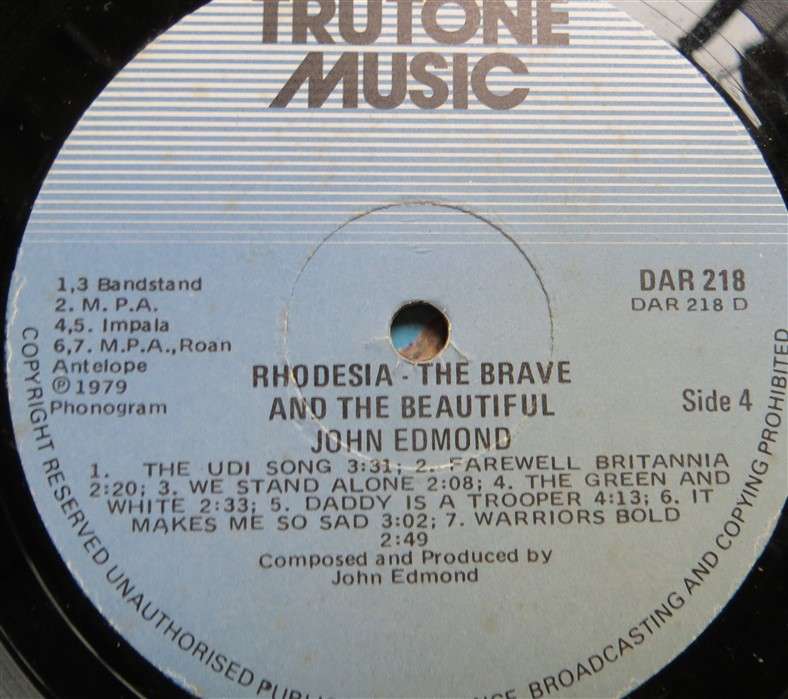 TRUTONE
MUSIC
1,3 Bandstand
2. M. P.A.
4,5. Impala
6,7. M.P.A.,Roan
Antelope
℗1979
Phonogram
DAR 218
DAR 218 D
RHODESIA - THE BRAVE
AND THE BEAUTIFUL
JOHN EDMOND
Side 4
1. THE UDI SONG 3:31; 2. FAREWELL BRITANNIA
2:20; 3. WE STAND ALONE 2:08; 4. THE GREEN AND
WHITE 2:33; 5. DADDY IS A TROOPER 4:13; 6. IT
MAKES ME SO SAD 3:02; 7. WARRIORS BOLD
2:49
Composed and Produced by
John Edmond
COPYRIGHT RESERVED UNAUTHORISED BROADCASTING AND COPYING PROHIBITED